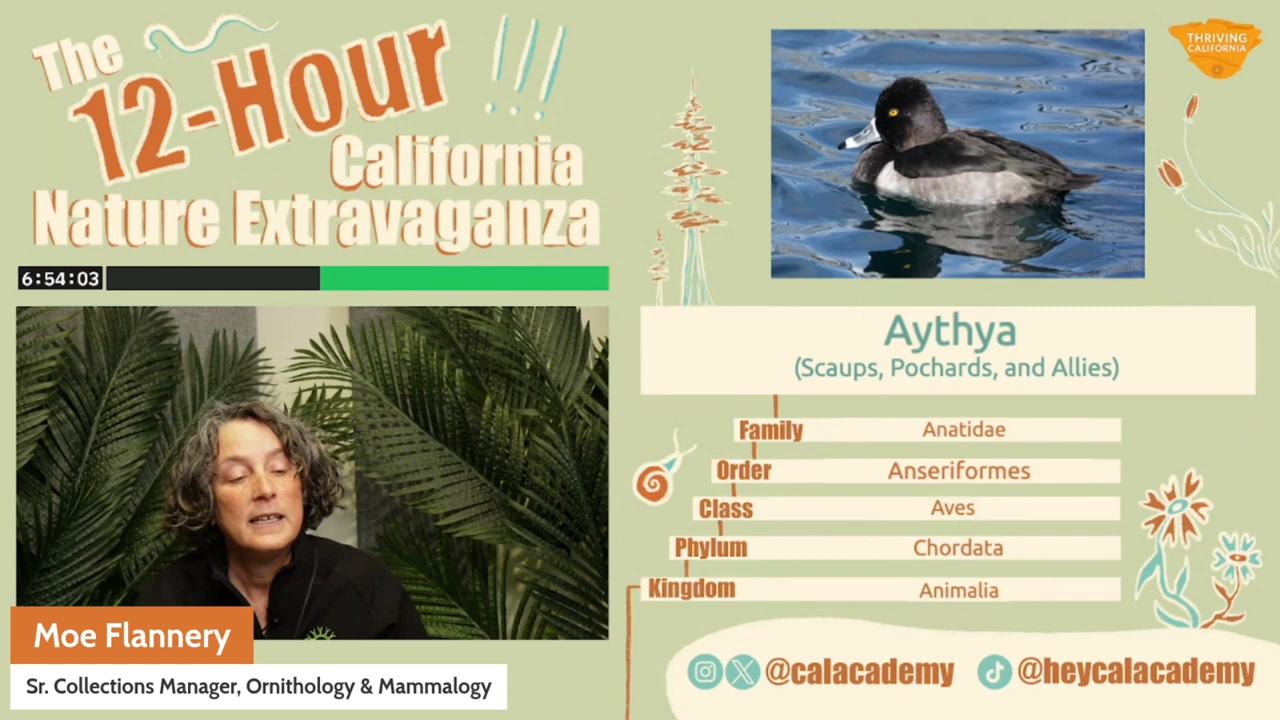 The
12-Hour
!!!
California
Nature Extravaganza
6:54:03
Moe Flannery
Sr. Collections Manager, Ornithology & Mammalogy
THRIVING
CALIFORNIA
Aythya
(Scaups, Pochards, and Allies)
Family Anatidae
Order Anseriformes
Class Aves
Phylum Chordata
Kingdom Animalia
@calacademy @heycalacademy